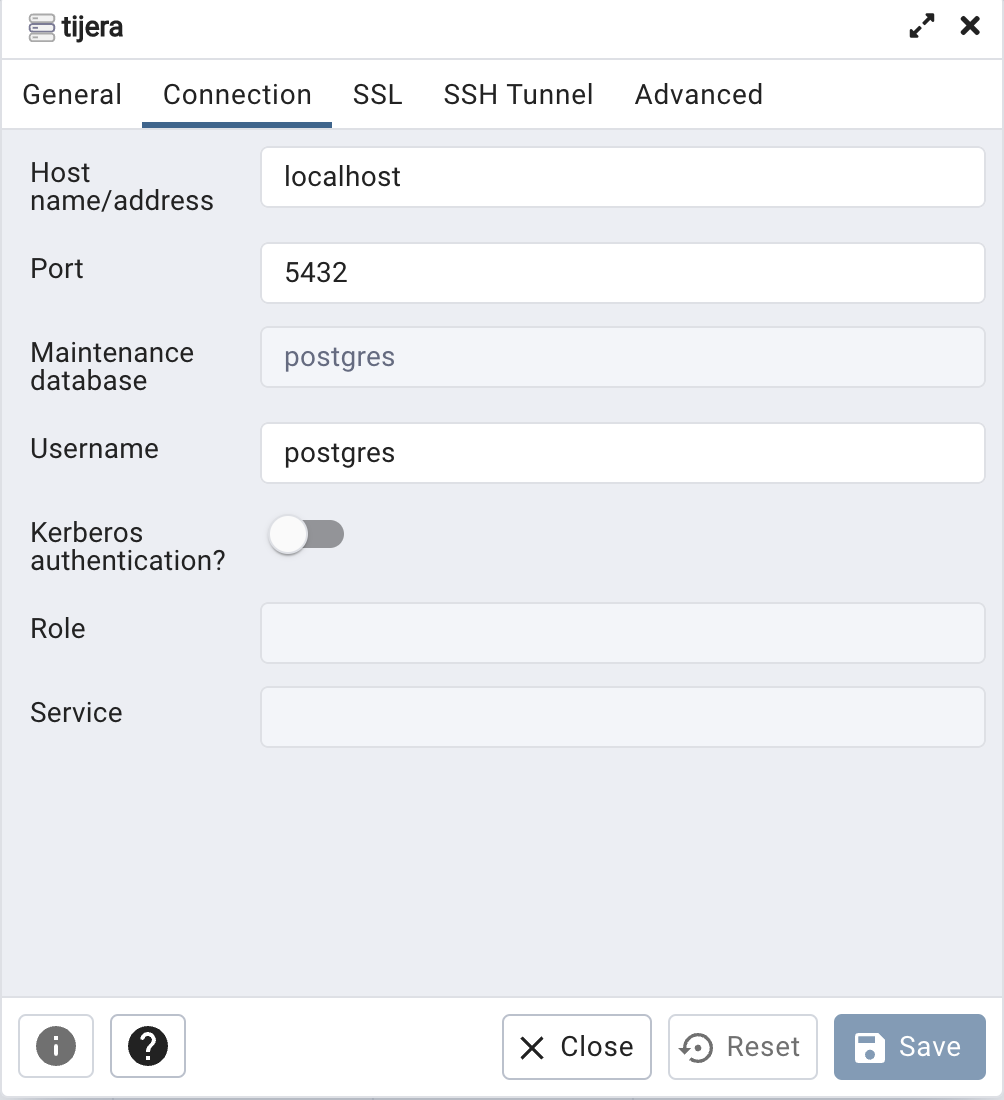 tijera
General Connection SSL SSH Tunnel Advanced
Host
name/address
localhost
Port
5432
Maintenance
database
postgres
Username
postgres
Kerberos
authentication?
Role
Service
Close Reset Save